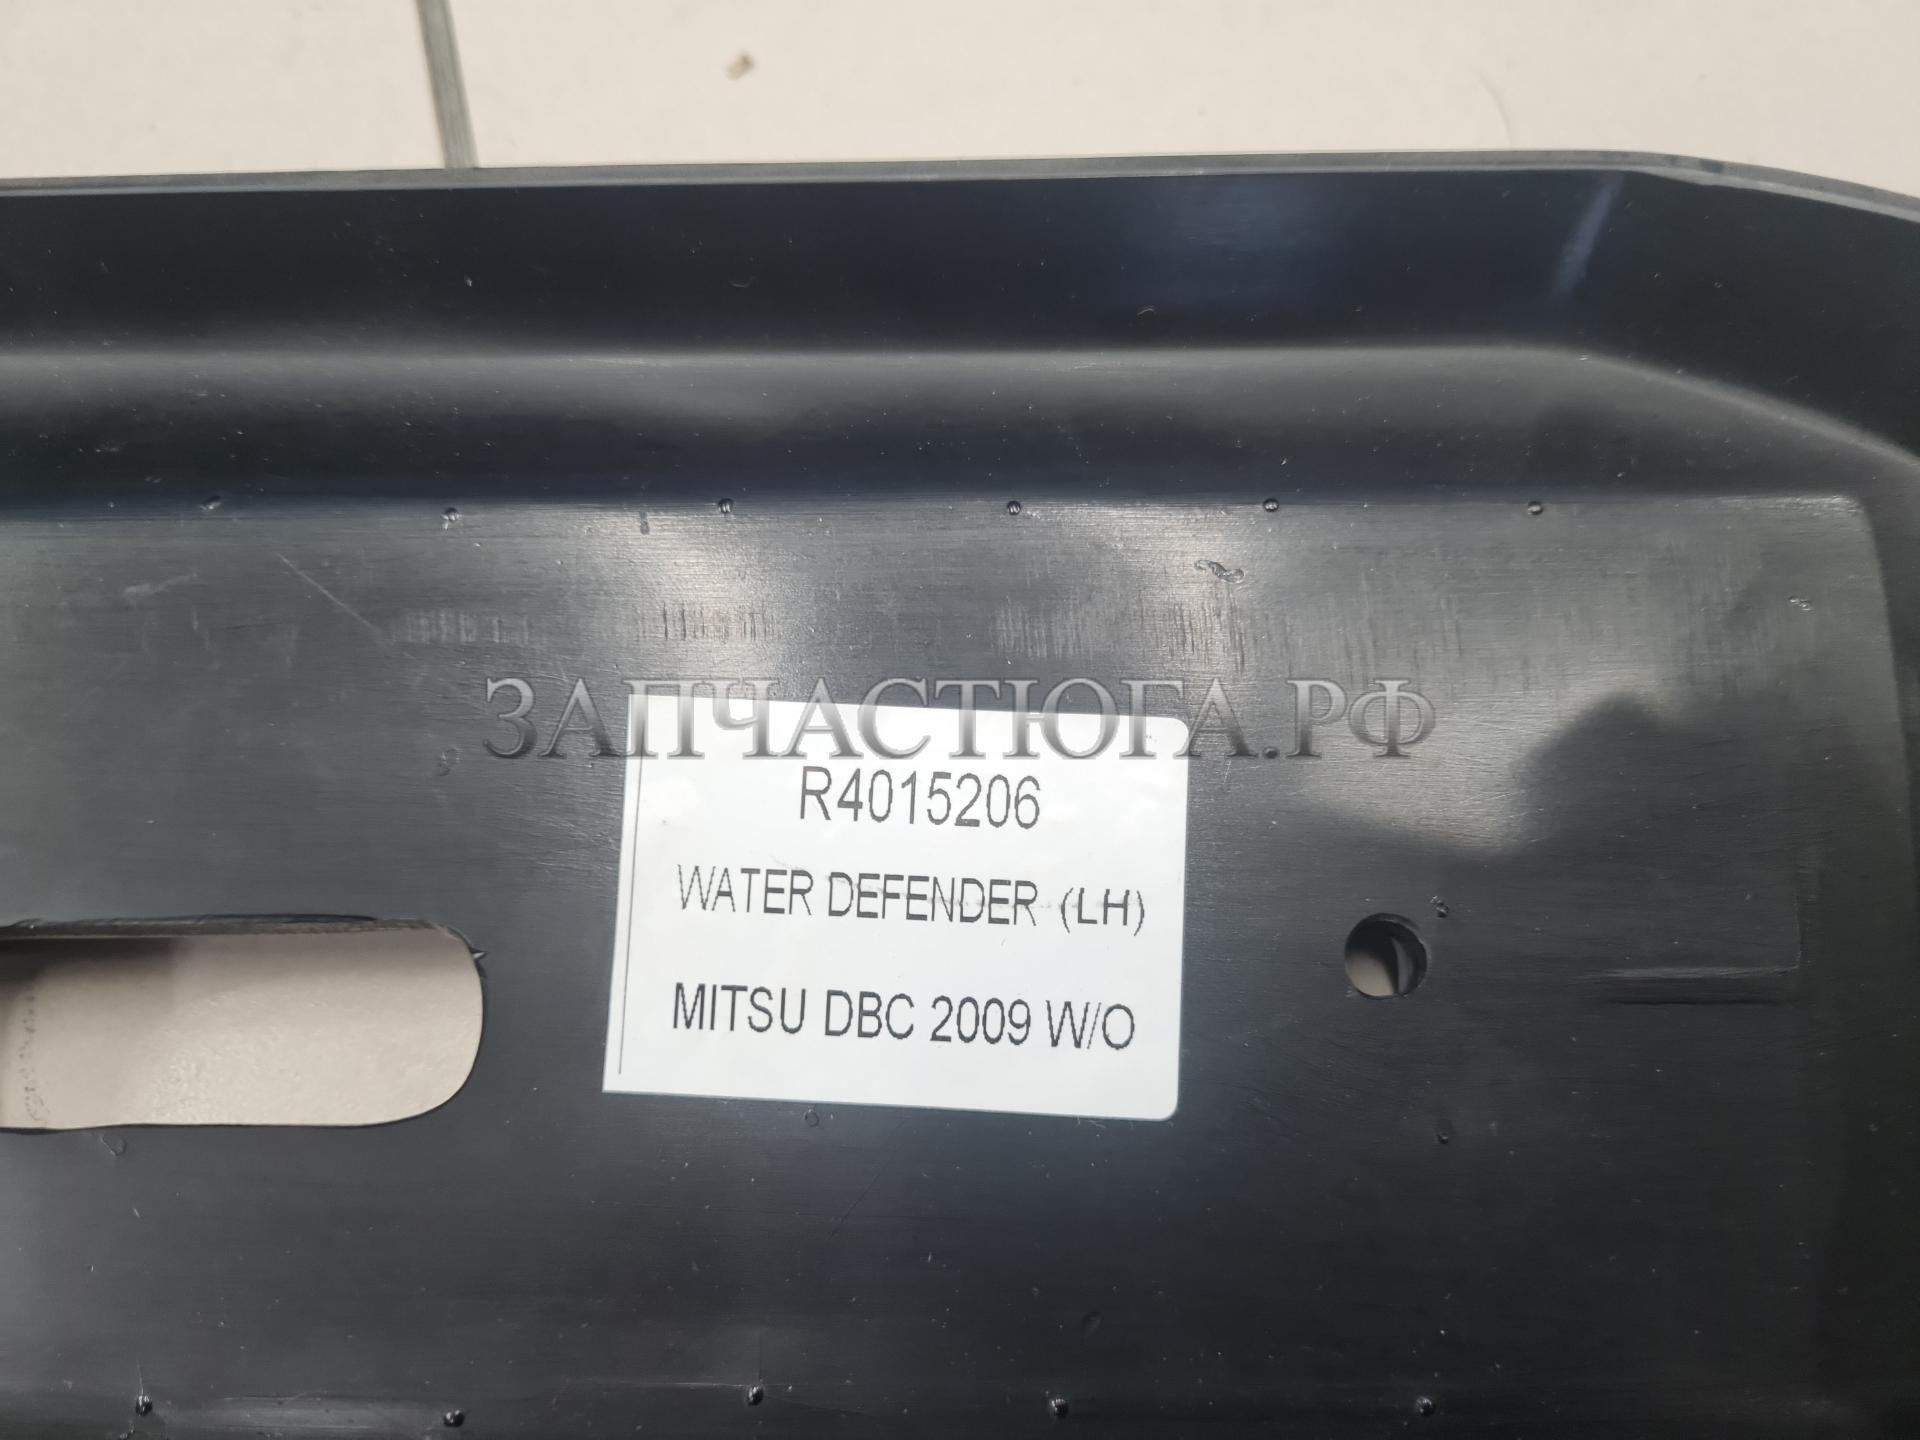 ЗАПЧАСТЮГА.РФ
R4015206
WATER DEFENDER (LH)
MITSU DBC 2009 W/O